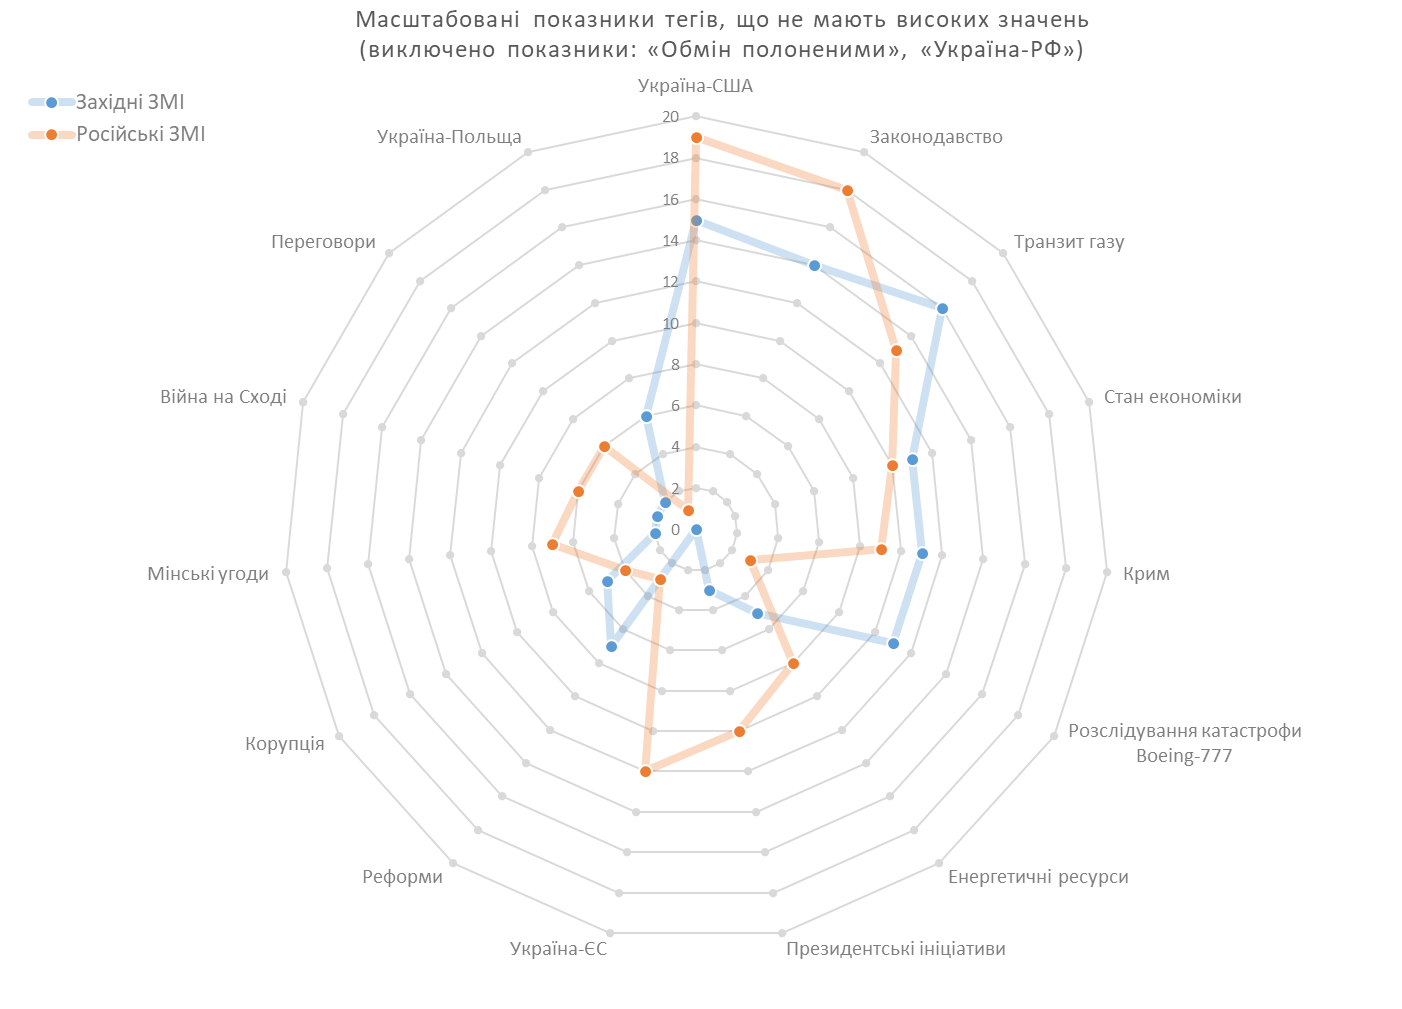 Масштабовані показники тегів, що не мають високих значень
(виключено показники: «Обмін полоненими», «Україна-РФ»)
Західні ЗМІ
Російські ЗМІ
Україна-США
Законодавство
Транзит газу
Стан економіки
Крим
Розслідування катастрофи
Boeing-777
Енергетичні ресурси
Президентські ініціативи
Україна-ЄС
Реформи
Корупція
Мінські угоди
Війна на Сході
Переговори
Україна-Польща
20
18
16
14
12
10
8
6
4
2
0